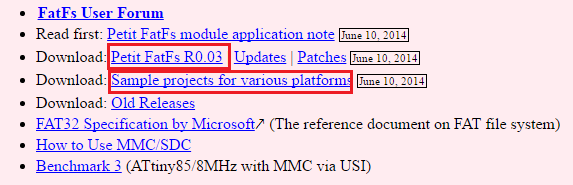 FatFs User Forum
Read first: Petit FatFs module application note June 10, 2014
Download: Petit FatFs R0.03 Updates | Patches June 10, 2014
Download: Sample projects for various platforms June 10, 2014
Download: Old Releases
FAT32 Specification by Microsoft↗ (The reference document on FAT file system)
How to Use MMC/SDC
Benchmark 3 (ATtiny85/8MHz with MMC via USI)